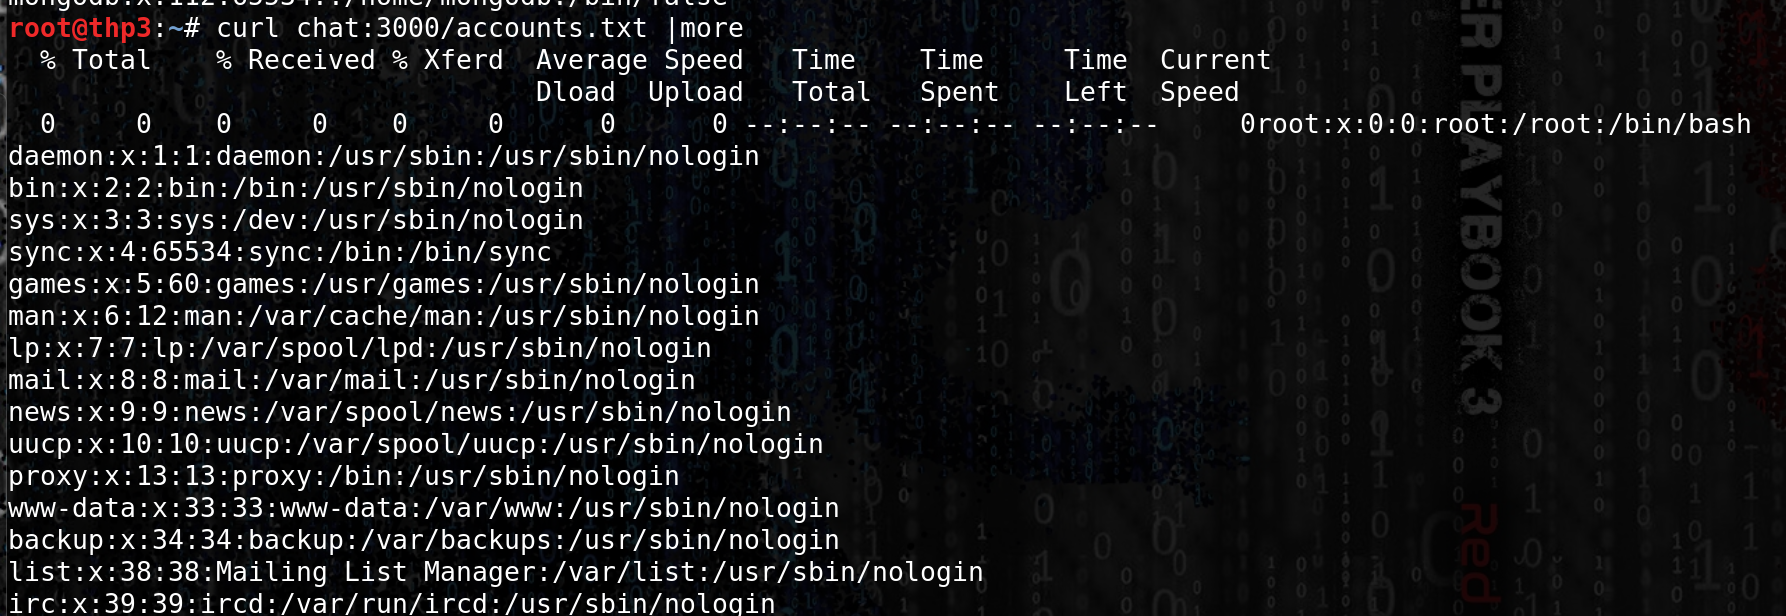 mongodb:x:112:65534::/home/mongodb:/bin/false
root@thp3:~# curl chat:3000/accounts.txt |more
  % Total    % Received % Xferd  Average Speed   Time    Time     Time  Current
                                 Dload  Upload   Total   Spent    Left  Speed
  0     0    0     0    0     0      0      0 --:--:-- --:--:-- --:--:--     0root:x:0:0:root:/root:/bin/bash
daemon:x:1:1:daemon:/usr/sbin:/usr/sbin/nologin
bin:x:2:2:bin:/bin:/usr/sbin/nologin
sys:x:3:3:sys:/dev:/usr/sbin/nologin
sync:x:4:65534:sync:/bin:/bin/sync
games:x:5:60:games:/usr/games:/usr/sbin/nologin
man:x:6:12:man:/var/cache/man:/usr/sbin/nologin
lp:x:7:7:lp:/var/spool/lpd:/usr/sbin/nologin
mail:x:8:8:mail:/var/mail:/usr/sbin/nologin
news:x:9:9:news:/var/spool/news:/usr/sbin/nologin
uucp:x:10:10:uucp:/var/spool/uucp:/usr/sbin/nologin
proxy:x:13:13:proxy:/bin:/usr/sbin/nologin
www-data:x:33:33:www-data:/var/www:/usr/sbin/nologin
backup:x:34:34:backup:/var/backups:/usr/sbin/nologin
list:x:38:38:Mailing List Manager:/var/list:/usr/sbin/nologin
irc:x:39:39:ircd:/var/run/ircd:/usr/sbin/nologin
ER PLAYBOOK 3
Red